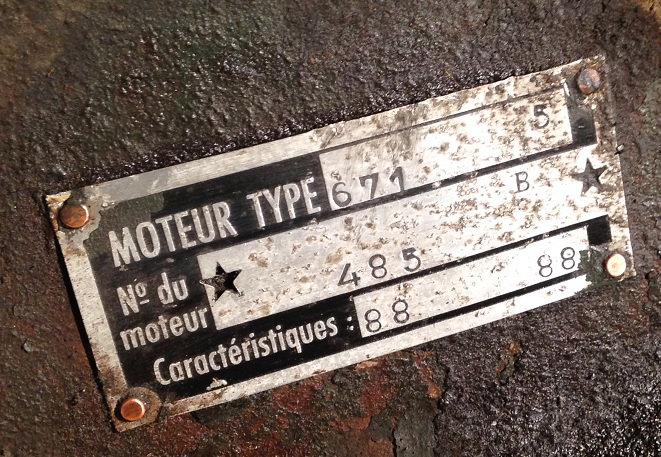 MOTEUR TYPE 671 5
Nº du moteur ★ 485 B ★
Caractéristiques : 88 88